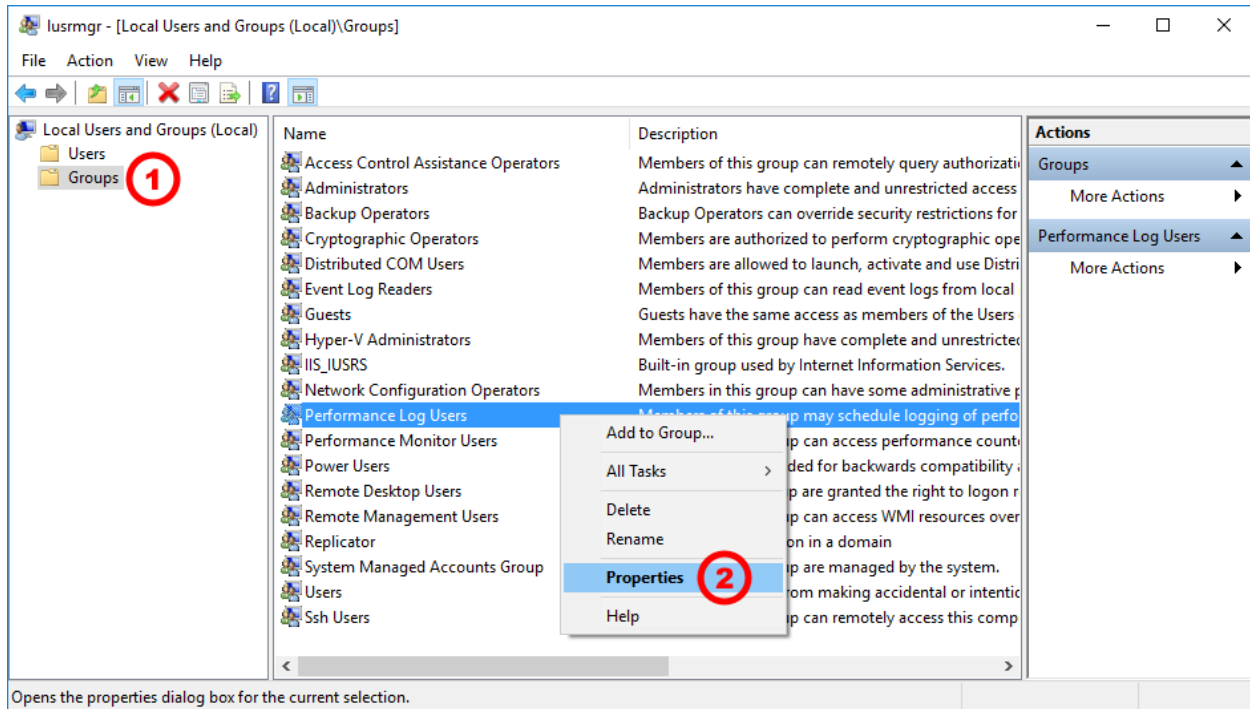 lusrmgr - [Local Users and Groups (Local)\Groups]
File Action View Help
Local Users and Groups (Local)
Users
Groups
1
Name Description
Access Control Assistance Operators Members of this group can remotely query authorizati
Administrators Administrators have complete and unrestricted access
Backup Operators Backup Operators can override security restrictions for
Cryptographic Operators Members are authorized to perform cryptographic ope
Distributed COM Users Members are allowed to launch, activate and use Distri
Event Log Readers Members of this group can read event logs from local
Guests Guests have the same access as members of the Users
Hyper-V Administrators Members of this group have complete and unrestricted
IIS_IUSRS Built-in group used by Internet Information Services.
Network Configuration Operators Members in this group can have some administrative p
Performance Log Users Members of this group may schedule logging of perfo
Performance Monitor Users p can access performance counte
Power Users ded for backwards compatibility a
Remote Desktop Users p are granted the right to logon r
Remote Management Users p can access WMI resources over
Replicator on in a domain
System Managed Accounts Group p are managed by the system.
Users rom making accidental or intentio
Ssh Users p can remotely access this comp
Add to Group...
All Tasks
Delete
Rename
Properties
2
Help
Actions
Groups
More Actions
Performance Log Users
More Actions
Opens the properties dialog box for the current selection.